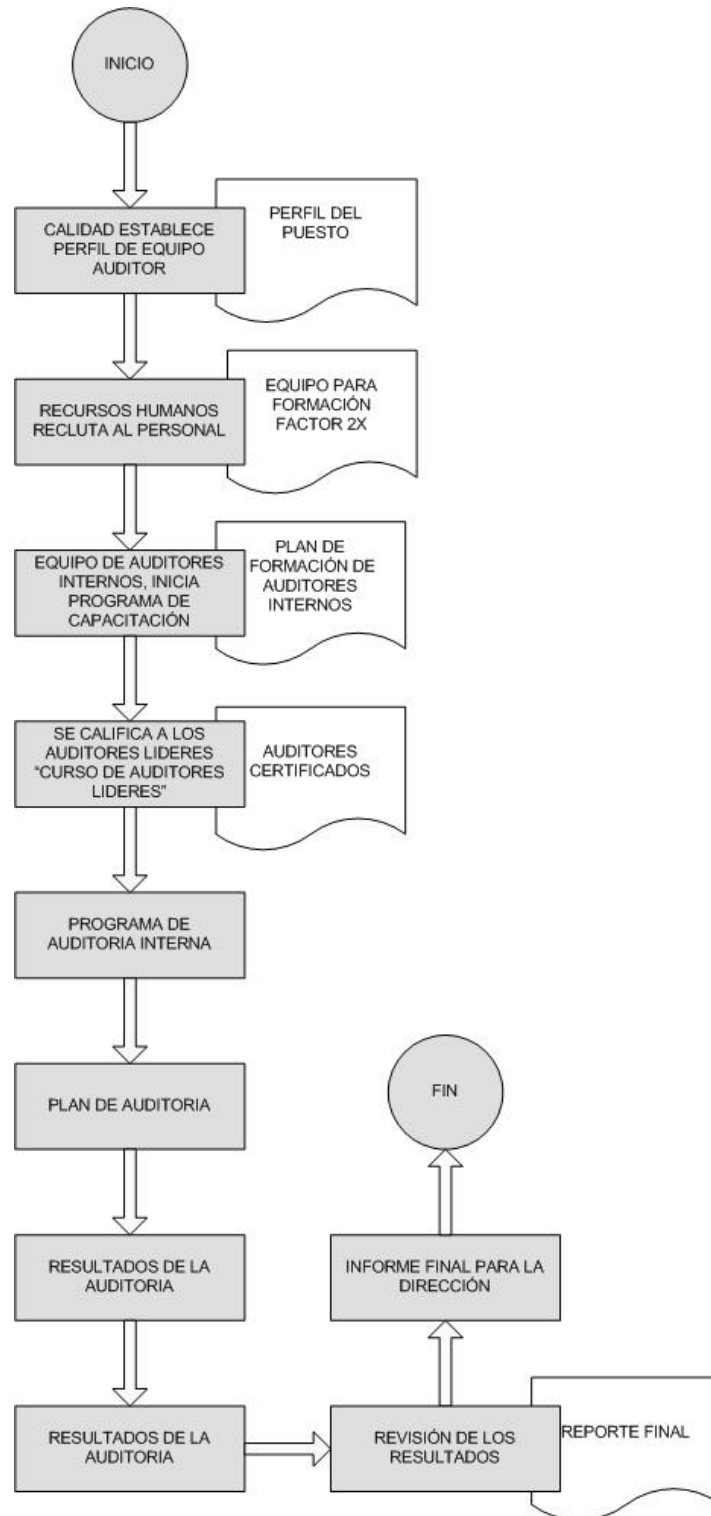 INICIO
CALIDAD ESTABLECE
PERFIL DE EQUIPO
AUDITOR
PERFIL DEL
PUESTO
RECURSOS HUMANOS
RECLUTA AL PERSONAL
EQUIPO PARA
FORMACIÓN
FACTOR 2X
EQUIPO DE AUDITORES
INTERNOS, INICIA
PROGRAMA DE
CAPACITACIÓN
PLAN DE
FORMACIÓN DE
AUDITORES
INTERNOS
SE CALIFICA A LOS
AUDITORES LIDERES
“CURSO DE AUDITORES
LIDERES”
AUDITORES
CERTIFICADOS
PROGRAMA DE
AUDITORIA INTERNA
PLAN DE AUDITORIA
RESULTADOS DE LA
AUDITORIA
RESULTADOS DE LA
AUDITORIA
REVISIÓN DE LOS
RESULTADOS
REPORTE FINAL
INFORME FINAL PARA LA
DIRECCIÓN
FIN